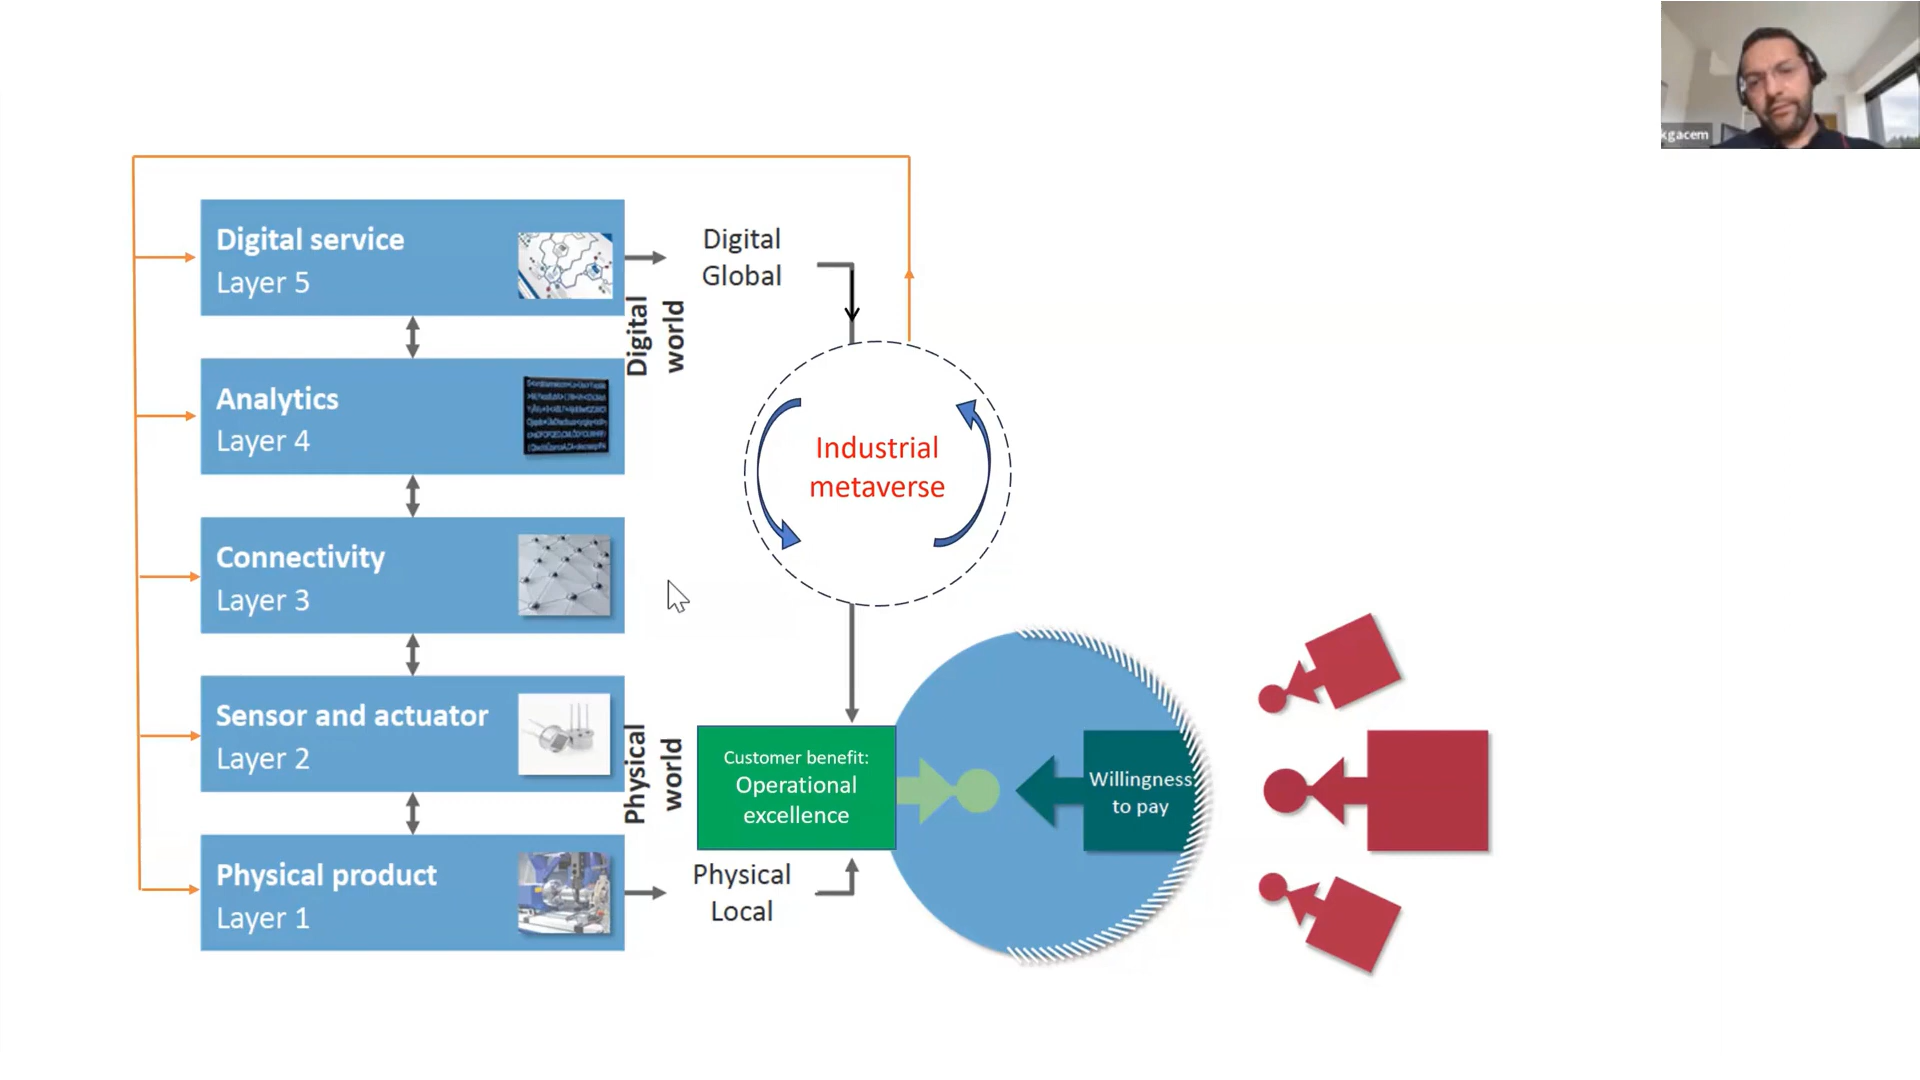 kgacem
Digital service
Layer 5
Digital
Global
Digital
world
Analytics
Layer 4
Industrial
metaverse
Connectivity
Layer 3
Sensor and actuator
Layer 2
Physical
world
Customer benefit:
Operational
excellence
Willingness
to pay
Physical product
Layer 1
Physical
Local